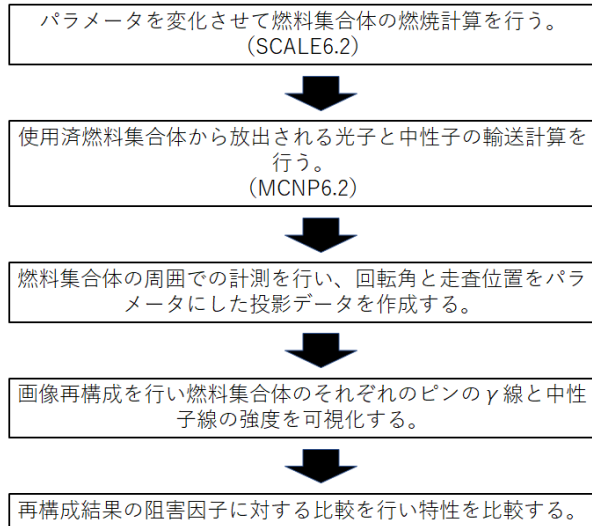 パラメータを変化させて燃料集合体の燃焼計算を行う。
（SCALE6.2）
使用済燃料集合体から放出される光子と中性子の輸送計算を
行う。
（MCNP6.2）
燃料集合体の周囲での計測を行い、回転角と走査位置をパラ
メータにした投影データを作成する。
画像再構成を行い燃料集合体のそれぞれのピンのγ線と中性
子線の強度を可視化する。
再構成結果の阻害因子に対する比較を行い特性を比較する。